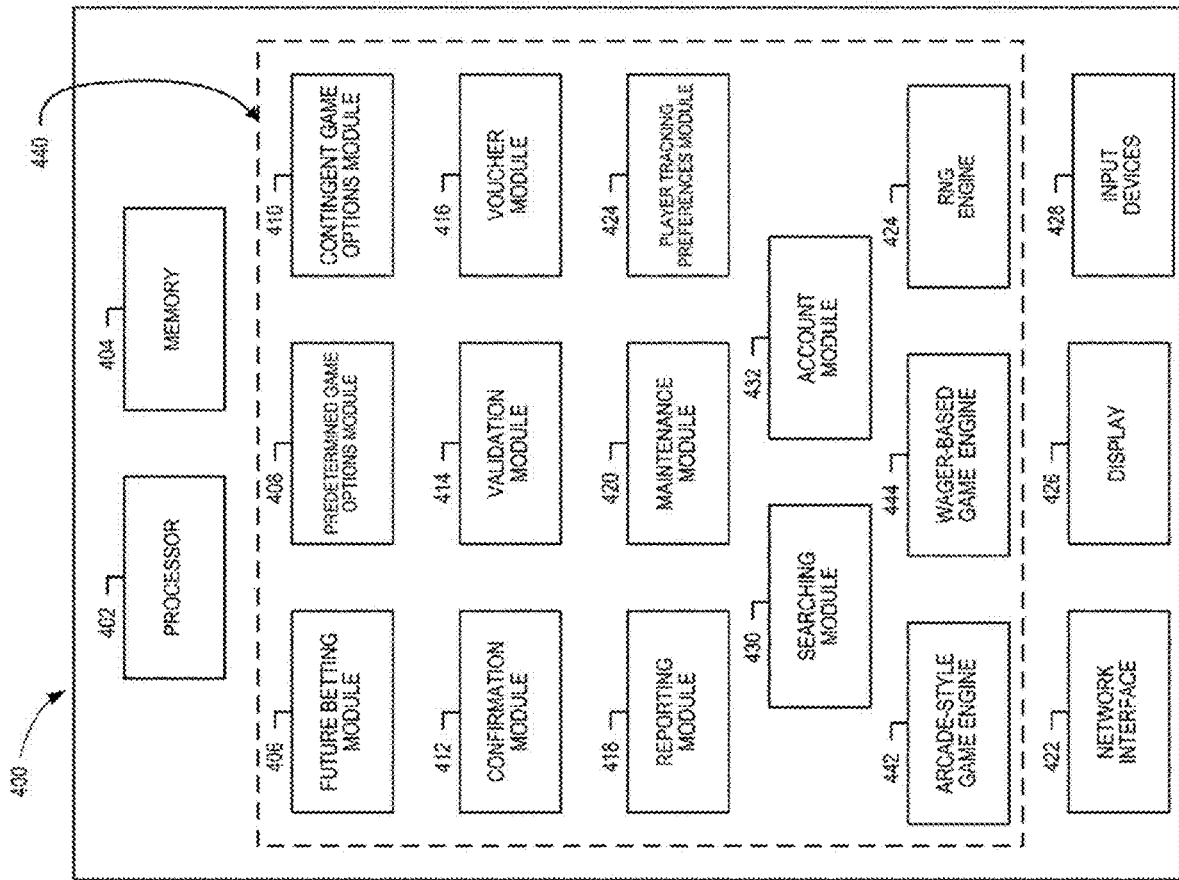 400
440
402
PROCESSOR
404
MEMORY
406
FUTURE BETTING
MODULE
408
PREDETERMINED GAME
OPTIONS MODULE
410
CONTINGENT GAME
OPTIONS MODULE
412
CONFIRMATION
MODULE
414
VALIDATION
MODULE
416
VOUCHER
MODULE
418
REPORTING
MODULE
420
MAINTENANCE
MODULE
424
PLAYER TRACKING
PREFERENCES MODULE
430
SEARCHING
MODULE
432
ACCOUNT
MODULE
442
ARCADE-STYLE
GAME ENGINE
444
WAGER-BASED
GAME ENGINE
424
RNG
ENGINE
422
NETWORK
INTERFACE
426
DISPLAY
428
INPUT
DEVICES